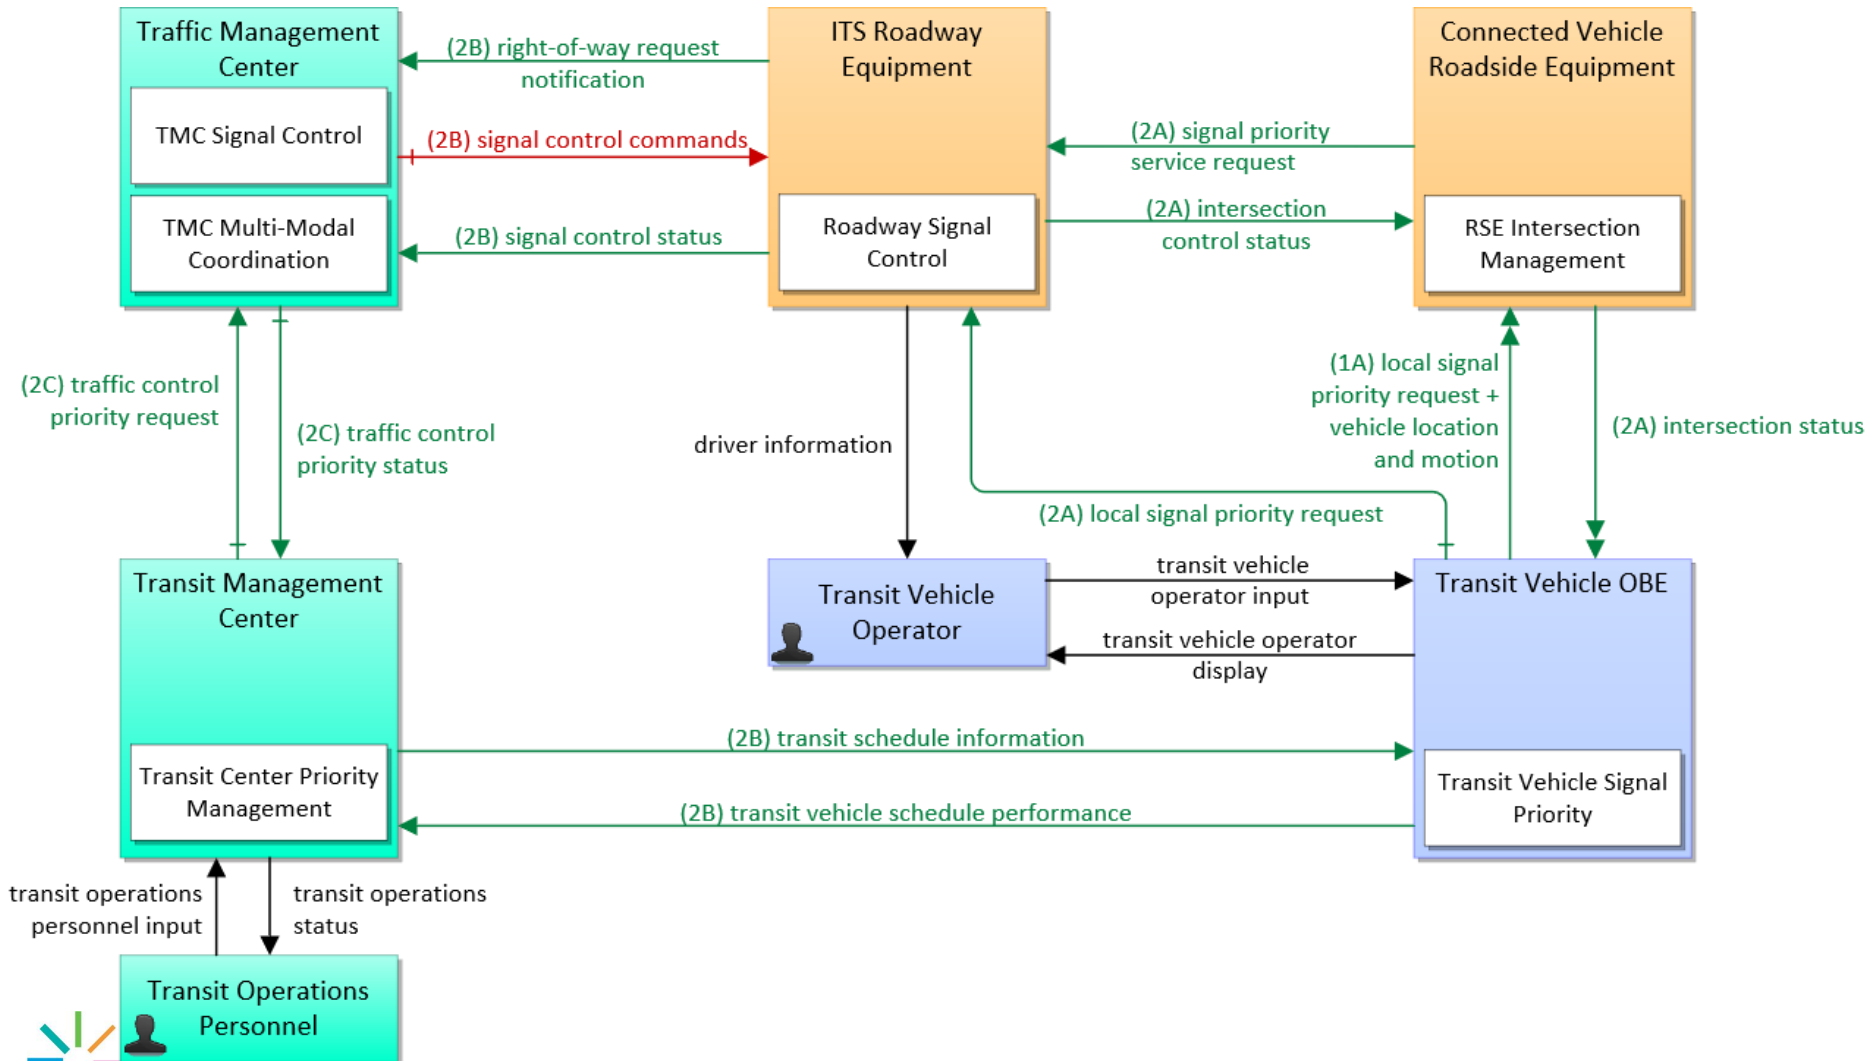 Traffic Management
Center
TMC Signal Control
TMC Multi-Modal
Coordination
(2B) right-of-way request
notification
(2B) signal control commands
(2B) signal control status
ITS Roadway
Equipment
Roadway Signal
Control
(2A) signal priority
service request
(2A) intersection
control status
Connected Vehicle
Roadside Equipment
RSE Intersection
Management
(2C) traffic control
priority request
(2C) traffic control
priority status
driver information
(2A) local signal priority request
(1A) local signal
priority request +
vehicle location
and motion
(2A) intersection status
Transit Management
Center
Transit Center Priority
Management
Transit Vehicle
Operator
transit vehicle
operator input
transit vehicle operator
display
Transit Vehicle OBE
Transit Vehicle Signal
Priority
(2B) transit schedule information
(2B) transit vehicle schedule performance
transit operations
personnel input
transit operations
status
Transit Operations
Personnel